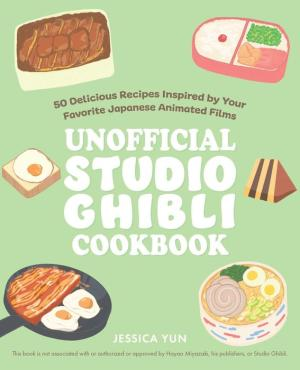 50 Delicious Recipes Inspired by Your
Favorite Japanese Animated Films
UNOFFICIAL
STUDIO
GHIBLI
COOKBOOK
JESSICA YUN
This book is not associated with or authorized or approved by Hayao Miyazaki, his publishers, or Studio Ghibli.